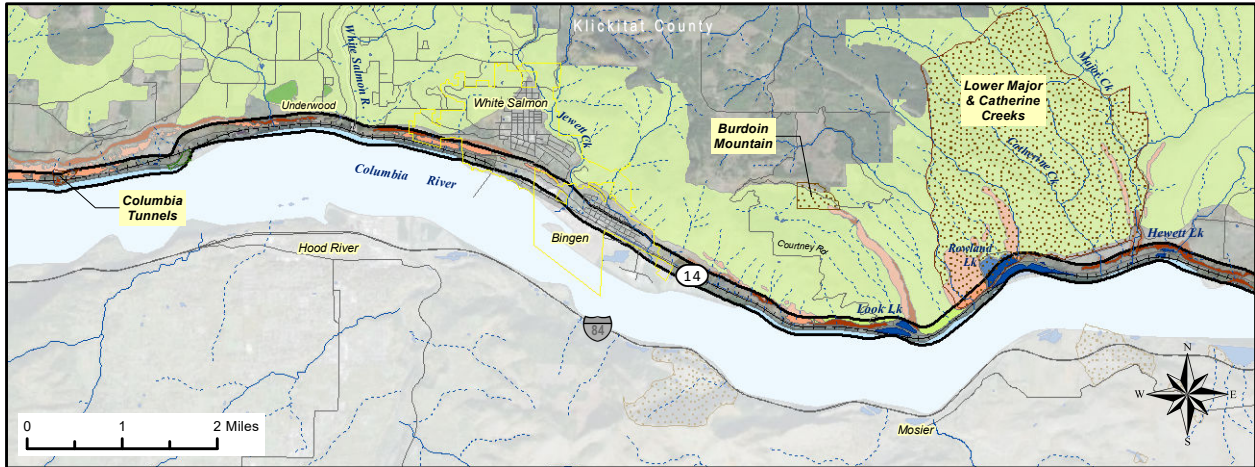 Klickitat County
White Salmon R.
Major Ck
Lower Major
& Catherine
Creeks
Underwood
White Salmon
Jewett Ck
Burdoin
Mountain
Catherine Ck
Columbia River
Columbia
Tunnels
Hood River
Bingen
Courtney Rd
Rowland
Lk
Hewett Lk
14
Look Lk
84
N
W
E
S
0 1 2 Miles
Mosier